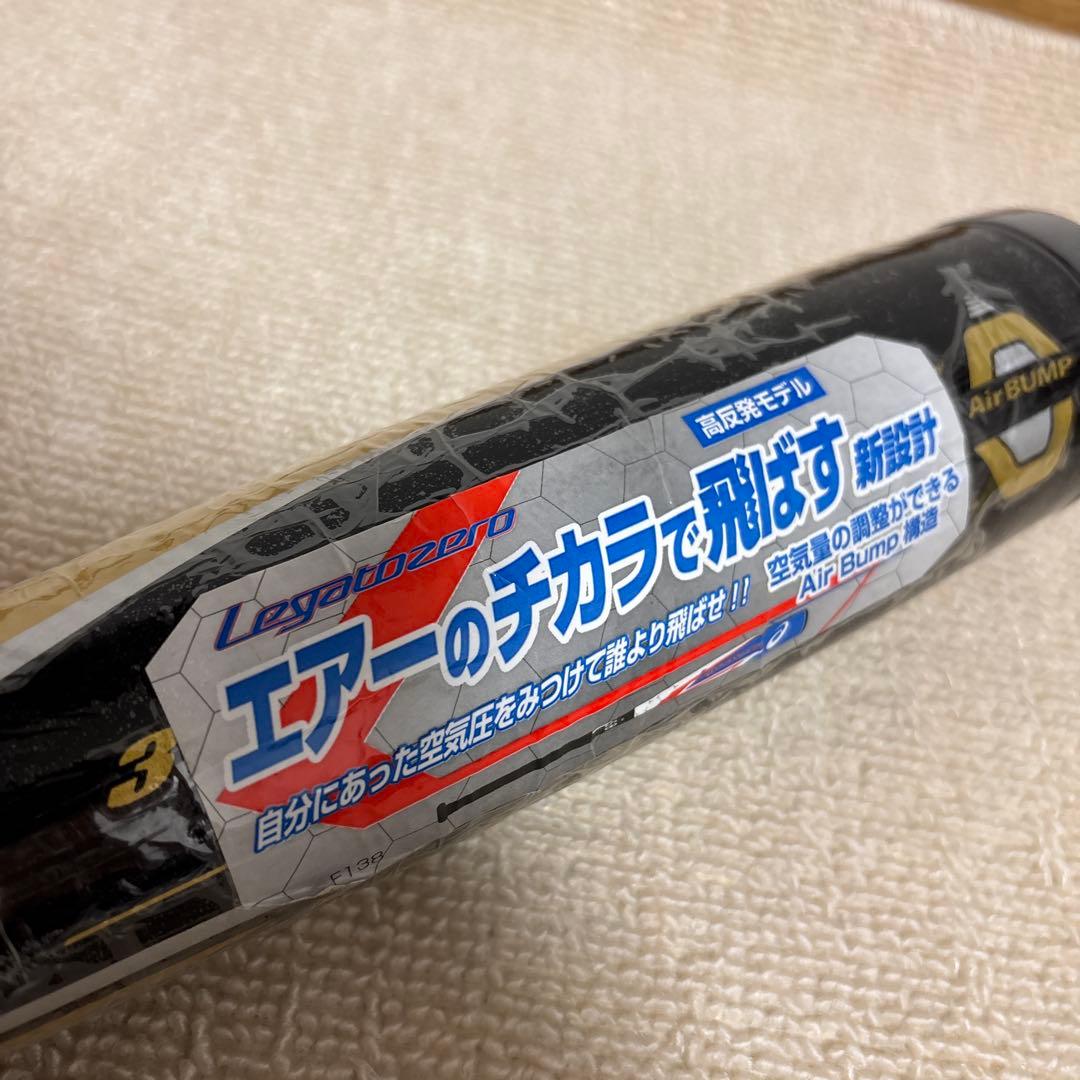 高反発モデル
Legatozero
エアーのチカラで飛ばす 新設計
自分にあった空気圧をみつけて誰より飛ばせ!!
空気量の調整ができる
Air Bump 構造
Air BUMP
3
F138